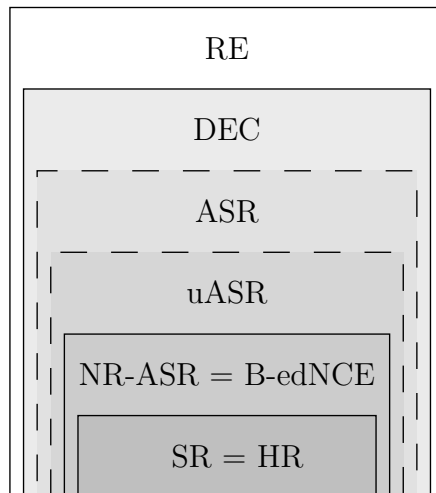 RE
DEC
ASR
uASR
NR-ASR = B-edNCE
SR = HR